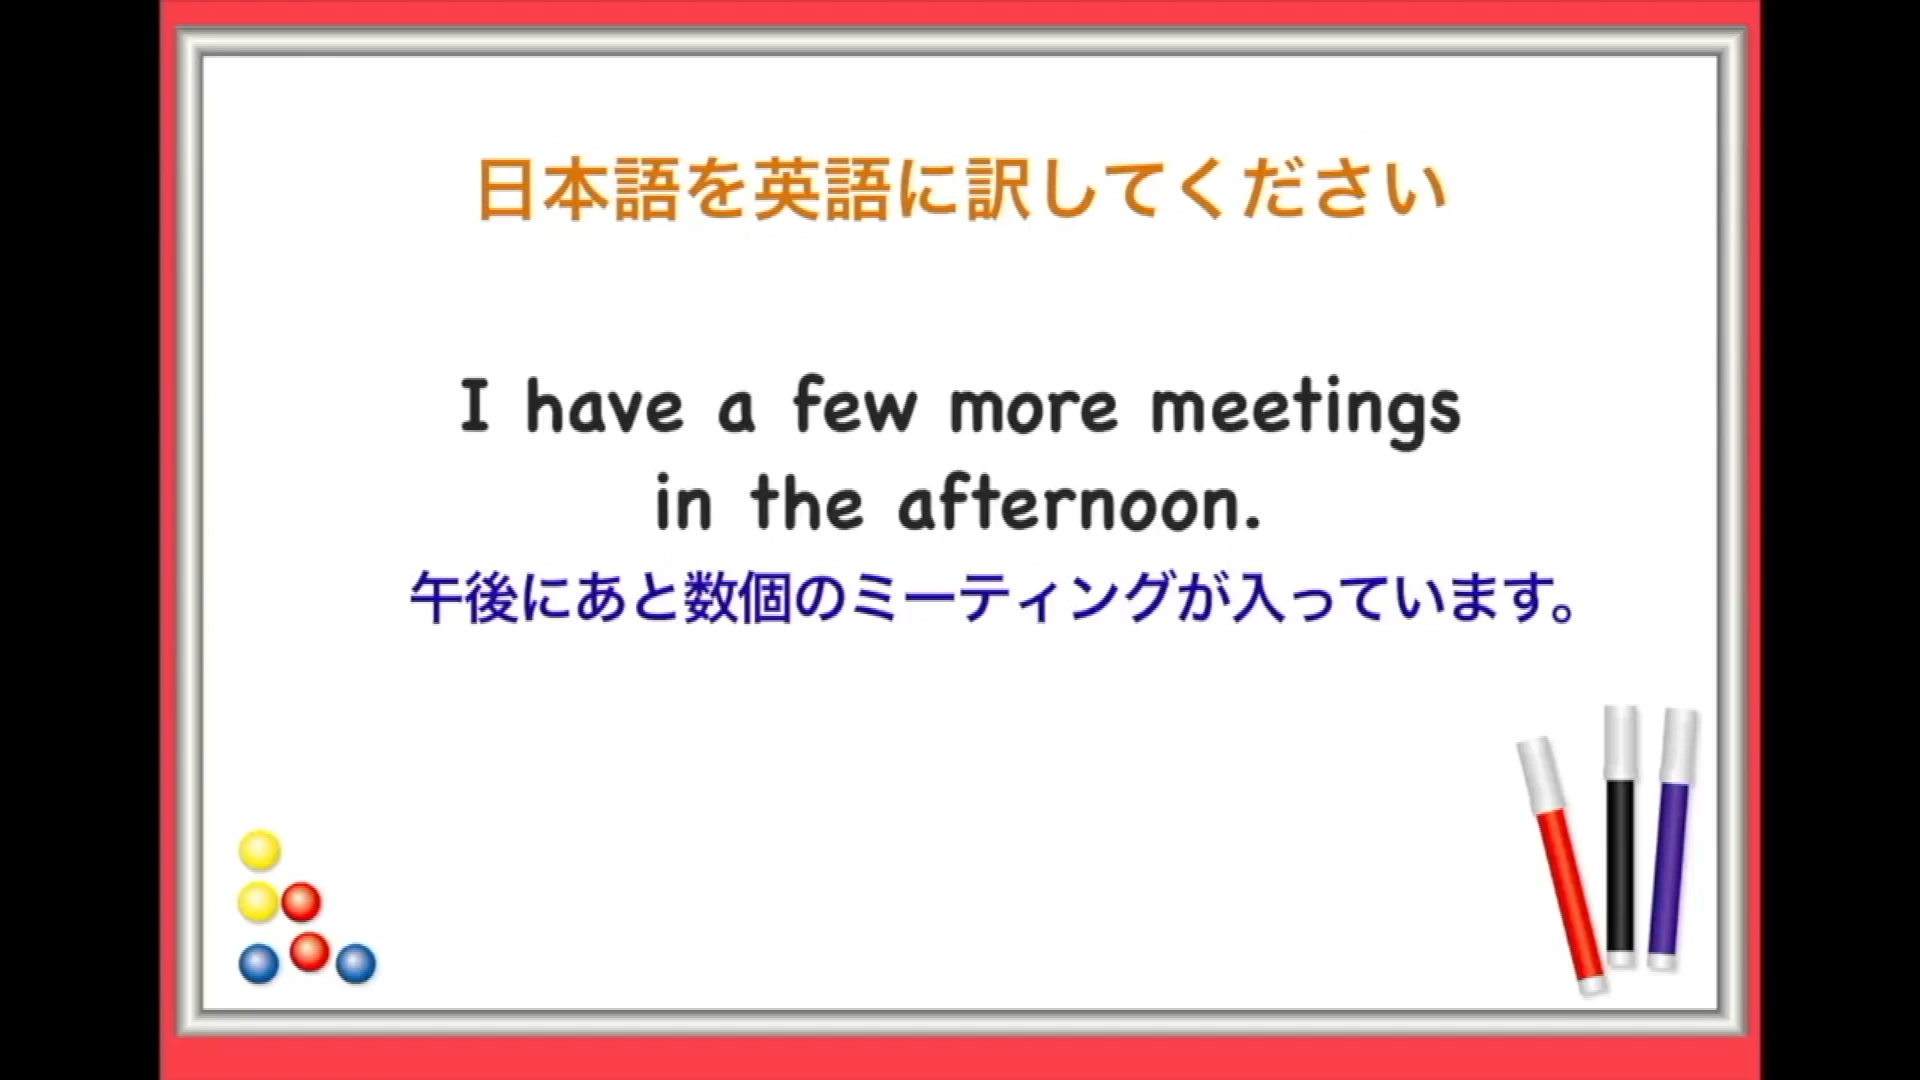 日本語を英語に訳してください
I have a few more meetings
in the afternoon.
午後にあと数個のミーティングが入っています。